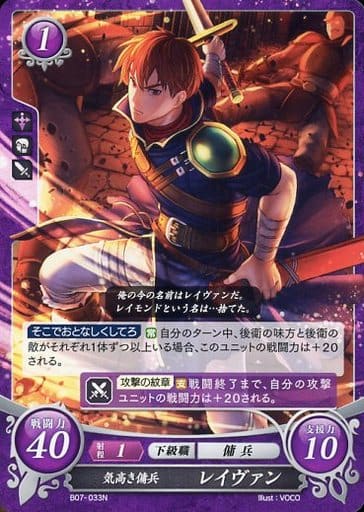 1
俺の今の名前はレイヴァンだ。
レイモンドという名は…捨てた。
そこでおとなしくしてろ 常 自分のターン中、後衛の味方と後衛の
敵がそれぞれ1体ずつ以上いる場合、このユニットの戦闘力は+20
される。
攻撃の紋章 支 戦闘終了まで、自分の攻撃
ユニットの戦闘力は+20される。
戦闘力
40
射程 1
下級職
傭兵
支援力
10
気高き傭兵 レイヴァン
B07-033N
Illust:VOCO